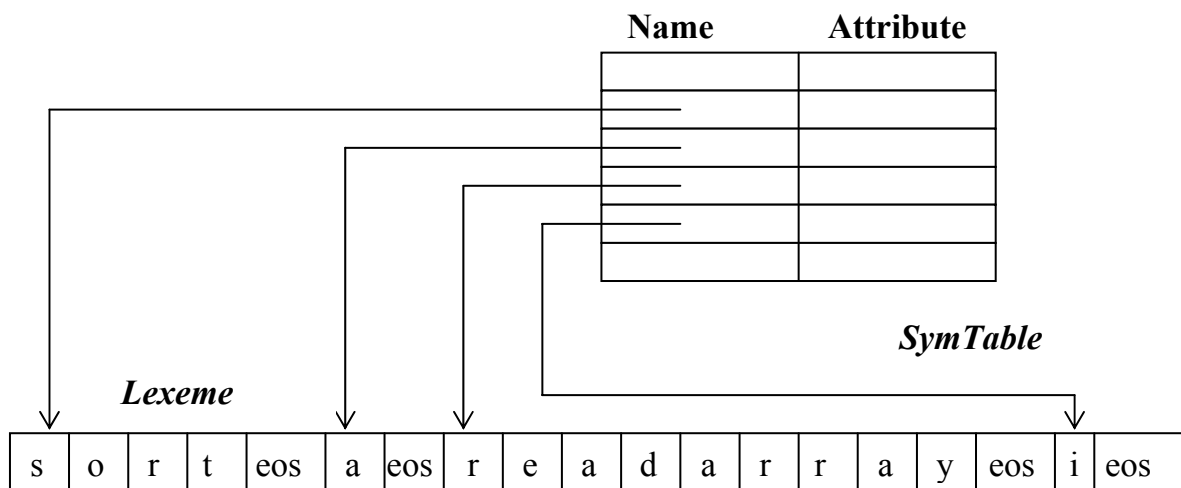 Name Attribute
SymTable
Lexeme
s o r t eos a eos r e a d a r r a y eos i eos